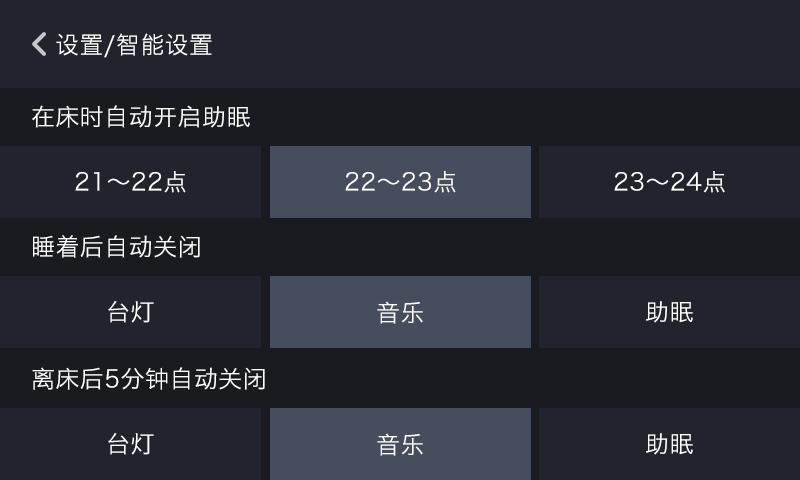 设置/智能设置
在床时自动开启助眠
21～22点 22～23点 23～24点
睡着后自动关闭
台灯 音乐 助眠
离床后5分钟自动关闭
台灯 音乐 助眠